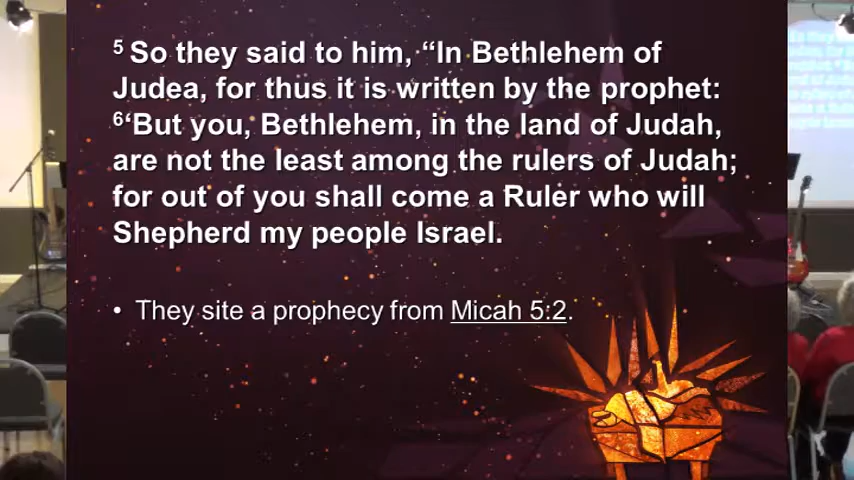 5 So they said to him, “In Bethlehem of
Judea, for thus it is written by the prophet:
6‘But you, Bethlehem, in the land of Judah,
are not the least among the rulers of Judah;
for out of you shall come a Ruler who will
Shepherd my people Israel.
• They site a prophecy from Micah 5:2.